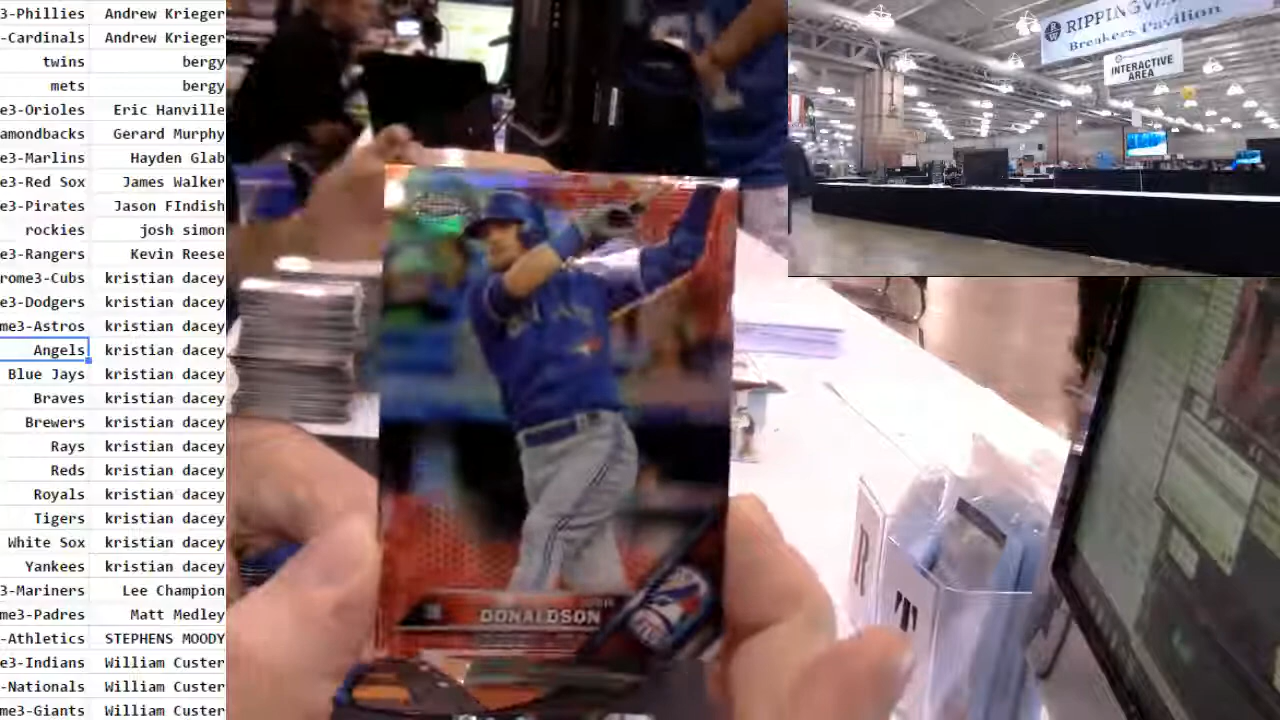 3-Phillies Andrew Krieger
-Cardinals Andrew Krieger
twins bergy
mets bergy
e3-Orioles Eric Hanville
amondbacks Gerard Murphy
e3-Marlins Hayden Glab
e3-Red Sox James Walker
e3-Pirates Jason FIndish
rockies josh simon
e3-Rangers Kevin Reese
rome3-Cubs kristian dacey
e3-Dodgers kristian dacey
me3-Astros kristian dacey
Angels kristian dacey
Blue Jays kristian dacey
Braves kristian dacey
Brewers kristian dacey
Rays kristian dacey
Reds kristian dacey
Royals kristian dacey
Tigers kristian dacey
White Sox kristian dacey
Yankees kristian dacey
3-Mariners Lee Champion
me3-Padres Matt Medley
-Athletics STEPHENS MOODY
e3-Indians William Custer
-Nationals William Custer
me3-Giants William Custer
DONALDSON
RIPPINGW
Breakers Pavilion
INTERACTIVE
AREA